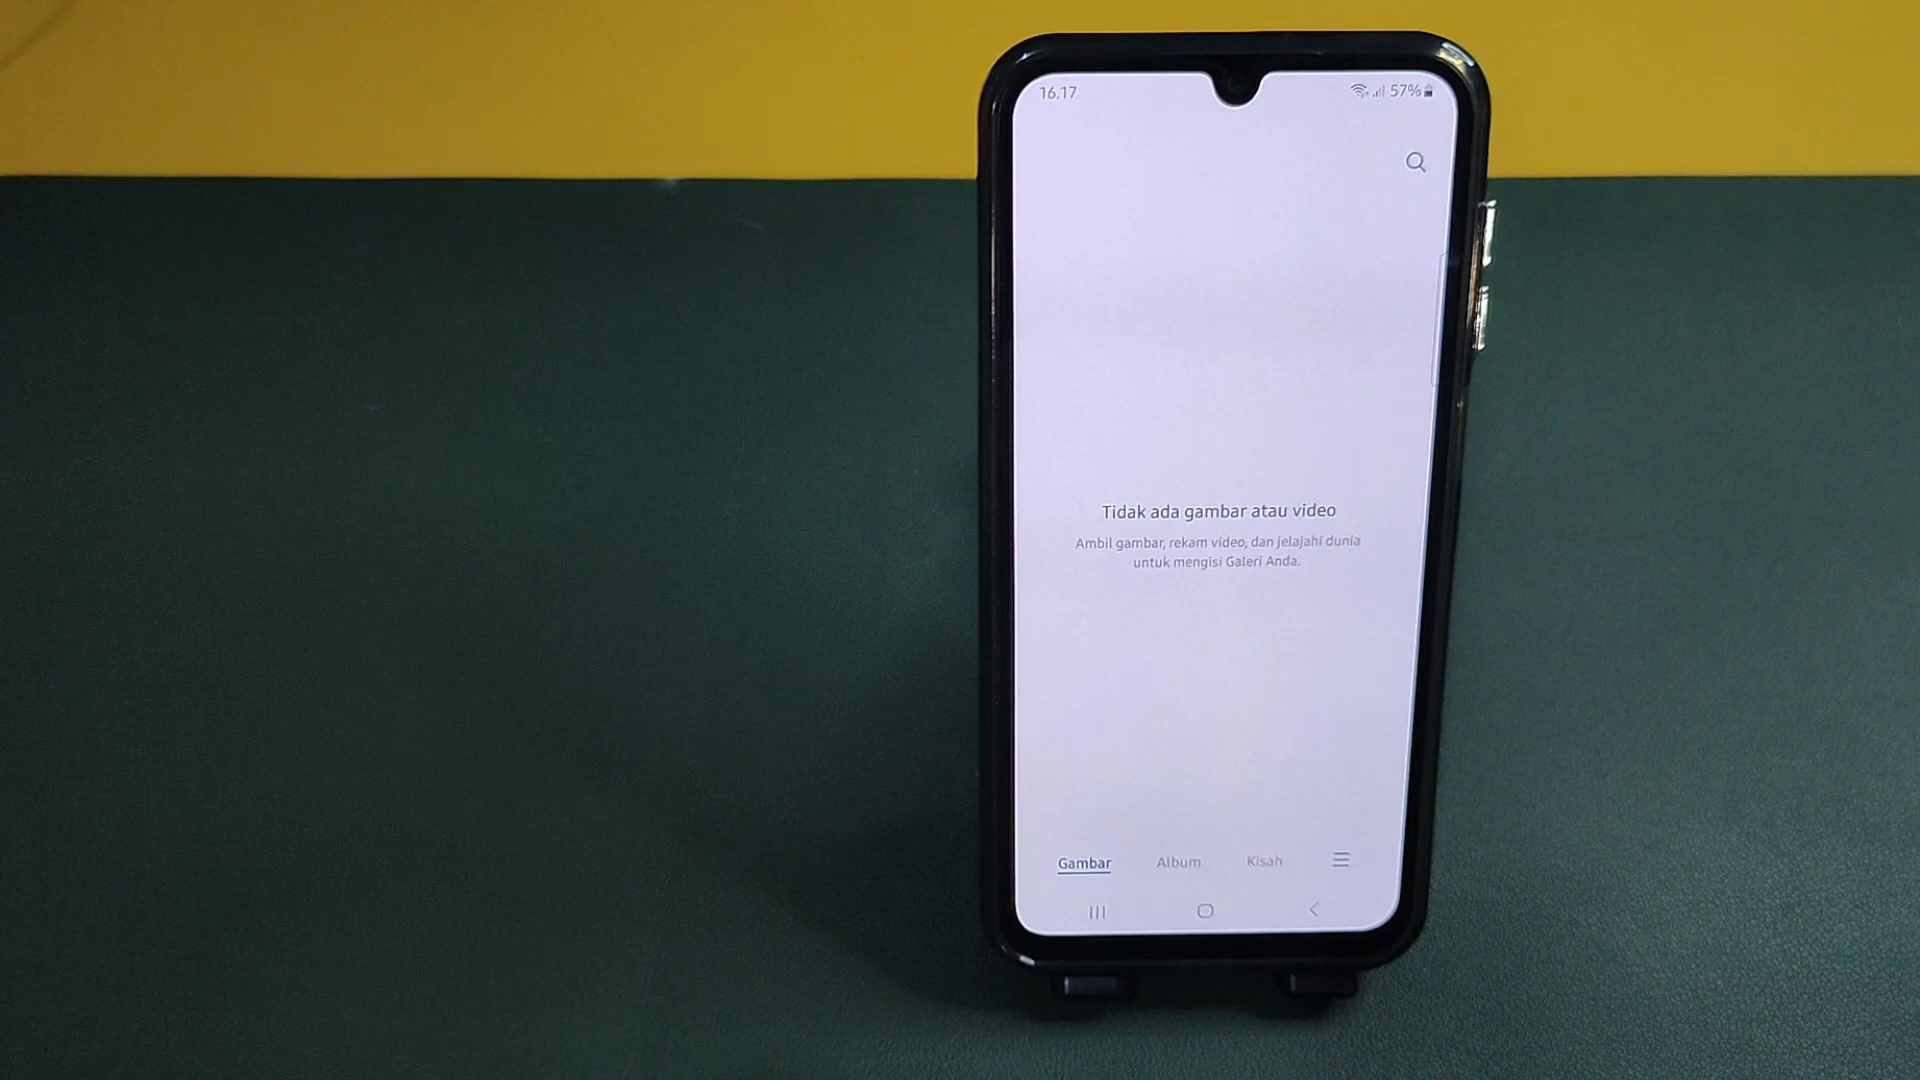 16.17
57%
Tidak ada gambar atau video
Ambil gambar, rekam video, dan jelajahi dunia
untuk mengisi Galeri Anda.
Gambar Album Kisah